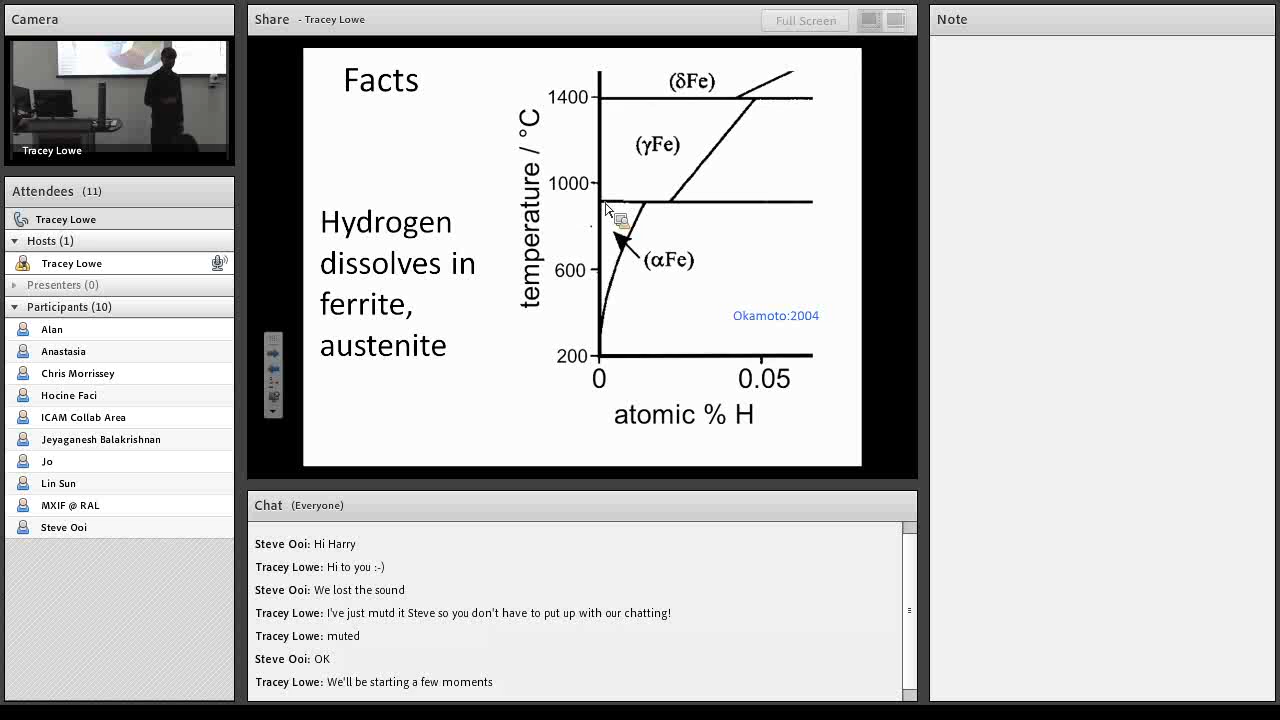 Camera
Tracey Lowe
Attendees (11)
Tracey Lowe
Hosts (1)
Tracey Lowe
Presenters (0)
Participants (10)
Alan
Anastasia
Chris Morrissey
Hocine Faci
ICAM Collab Area
Jeyaganesh Balakrishnan
Jo
Lin Sun
MXIF @ RAL
Steve Ooi
Share - Tracey Lowe
Full Screen
Facts
Hydrogen
dissolves in
ferrite,
austenite
temperature / °C
1400
1000
600
200
(δFe)
(γFe)
(αFe)
Okamoto:2004
0 0.05
atomic % H
Chat (Everyone)
Steve Ooi: Hi Harry
Tracey Lowe: Hi to you :-)
Steve Ooi: We lost the sound
Tracey Lowe: I've just mutd it Steve so you don't have to put up with our chatting!
Tracey Lowe: muted
Steve Ooi: OK
Tracey Lowe: We'll be starting a few moments
Note